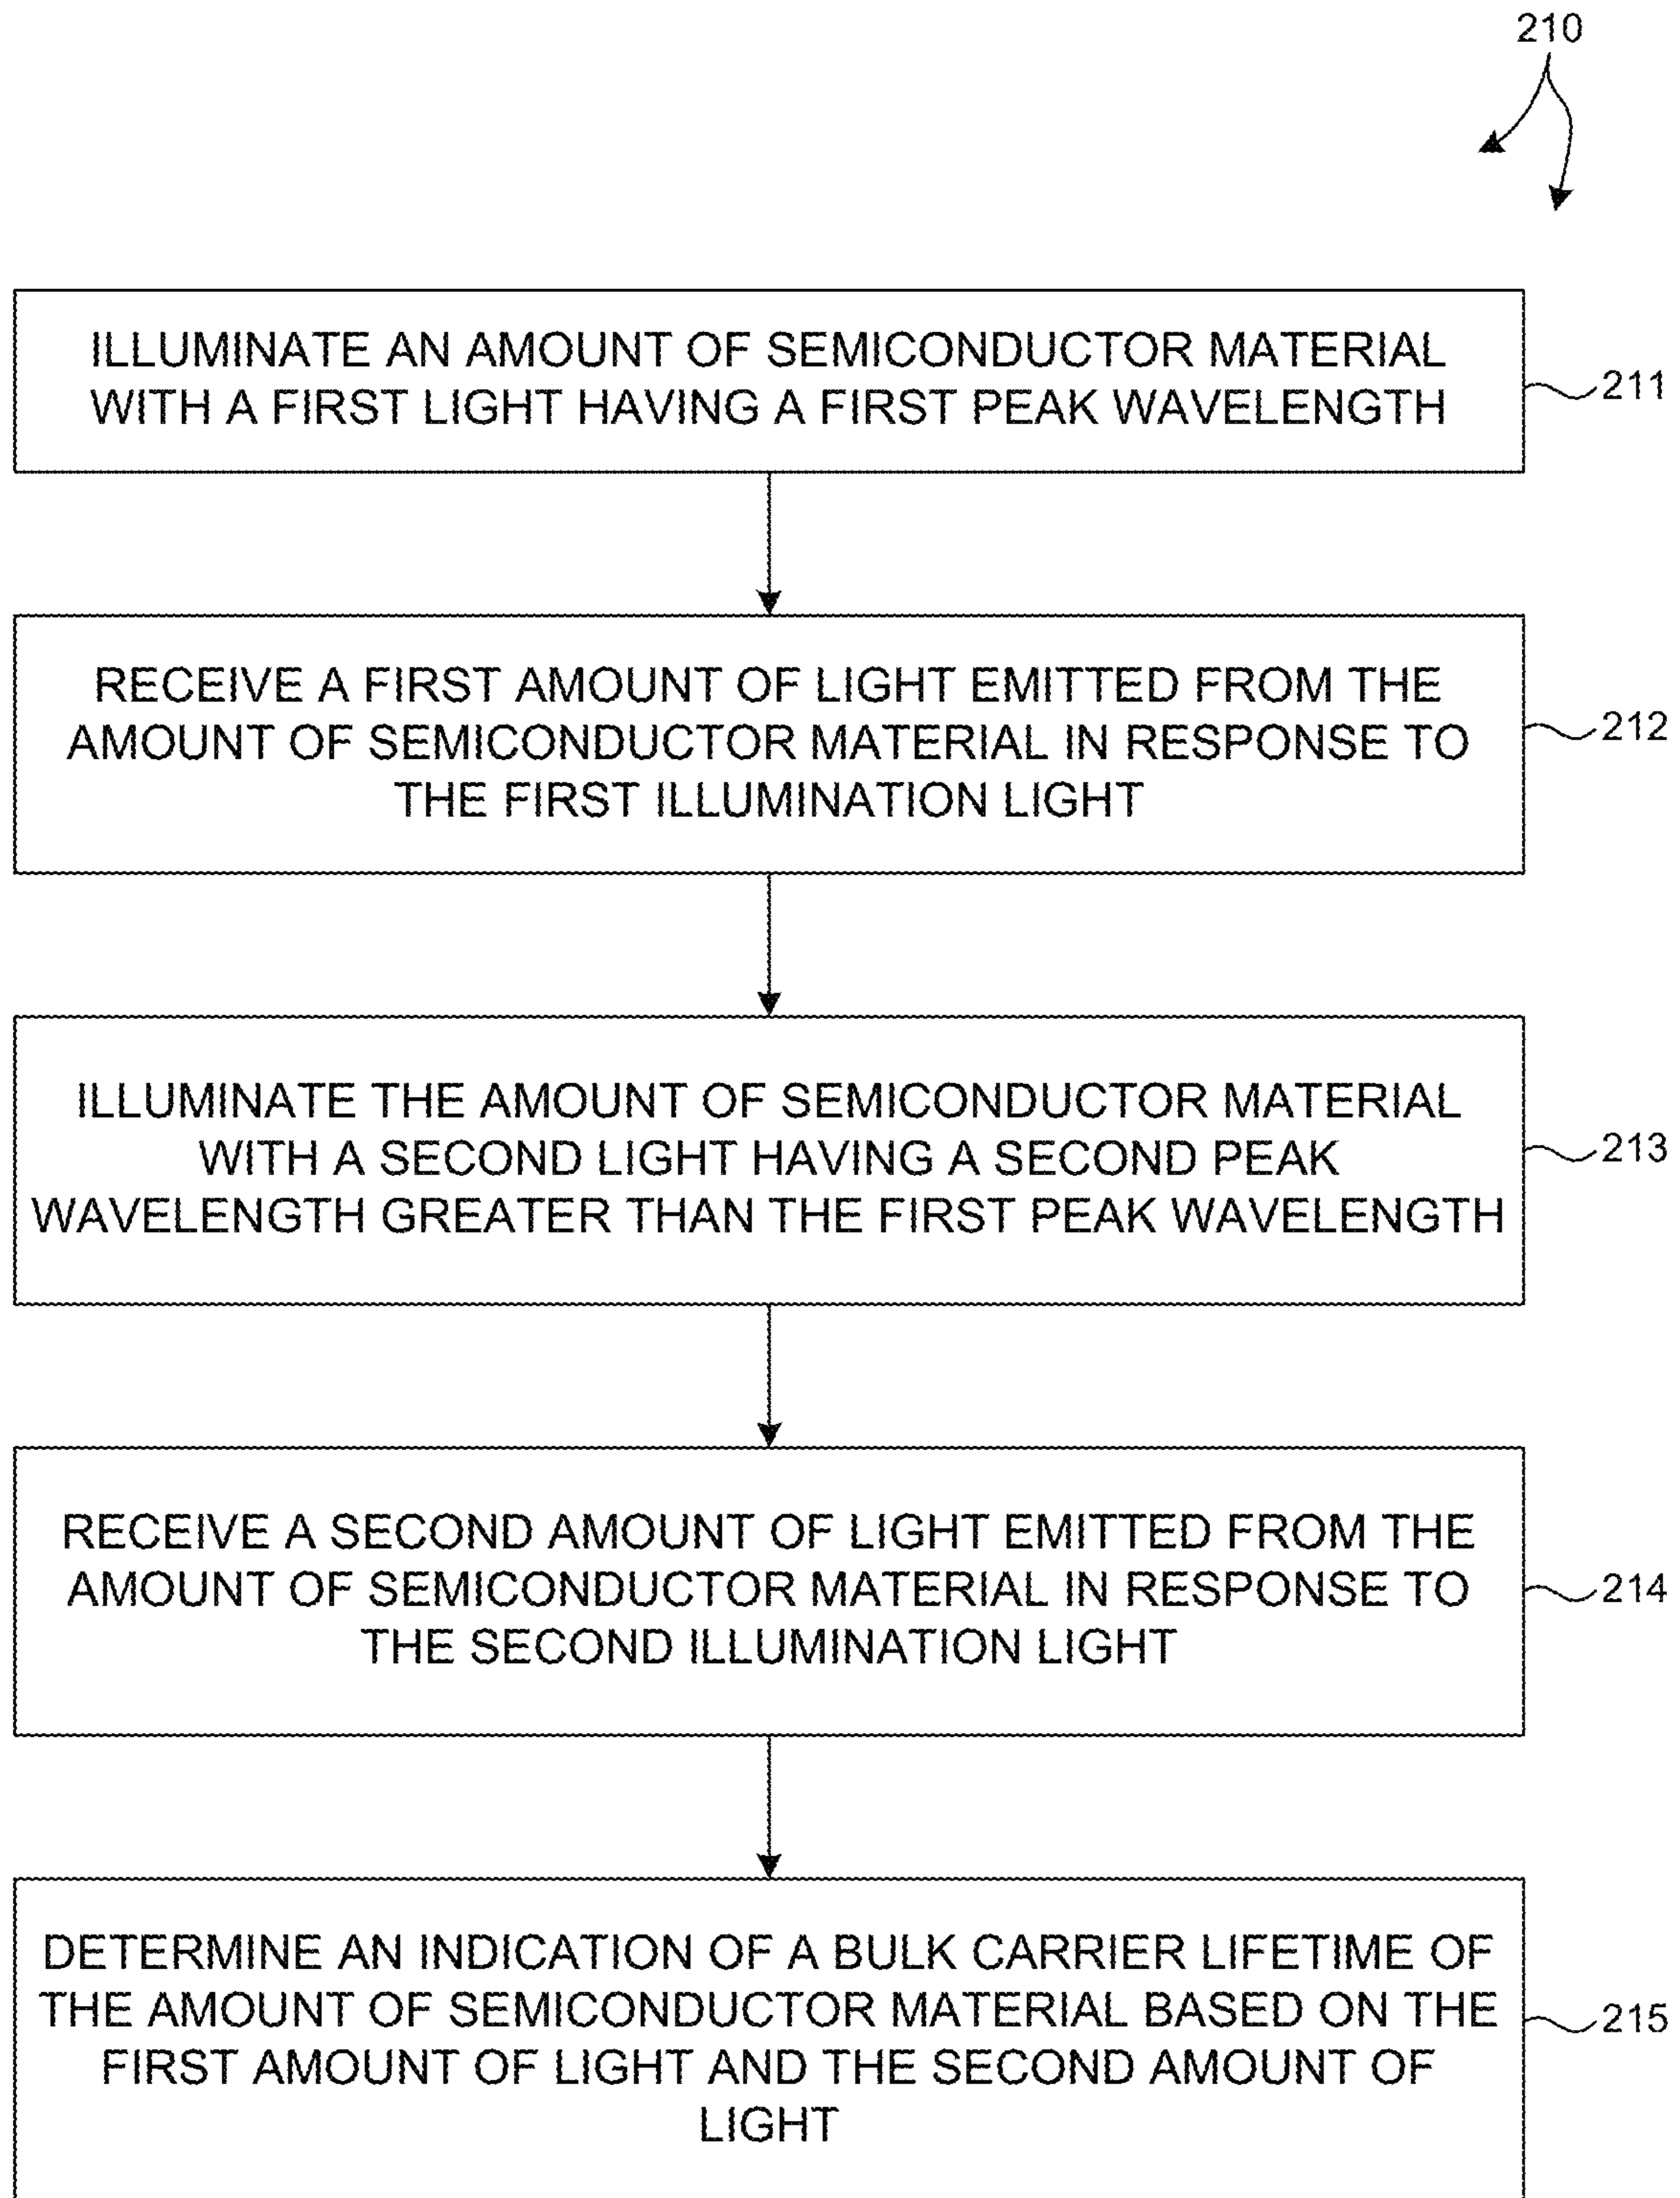 210
ILLUMINATE AN AMOUNT OF SEMICONDUCTOR MATERIAL
WITH A FIRST LIGHT HAVING A FIRST PEAK WAVELENGTH
211
RECEIVE A FIRST AMOUNT OF LIGHT EMITTED FROM THE
AMOUNT OF SEMICONDUCTOR MATERIAL IN RESPONSE TO
THE FIRST ILLUMINATION LIGHT
212
ILLUMINATE THE AMOUNT OF SEMICONDUCTOR MATERIAL
WITH A SECOND LIGHT HAVING A SECOND PEAK
WAVELENGTH GREATER THAN THE FIRST PEAK WAVELENGTH
213
RECEIVE A SECOND AMOUNT OF LIGHT EMITTED FROM THE
AMOUNT OF SEMICONDUCTOR MATERIAL IN RESPONSE TO
THE SECOND ILLUMINATION LIGHT
214
DETERMINE AN INDICATION OF A BULK CARRIER LIFETIME OF
THE AMOUNT OF SEMICONDUCTOR MATERIAL BASED ON THE
FIRST AMOUNT OF LIGHT AND THE SECOND AMOUNT OF
LIGHT
215